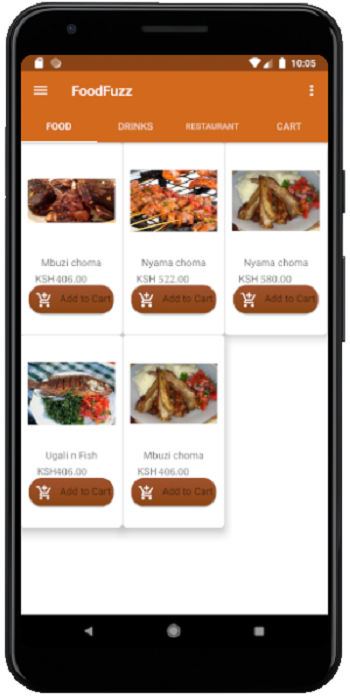 10:05
FoodFuzz
FOOD DRINKS RESTAURANT CART
Mbuzi choma Nyama choma Nyama choma
KSH 406.00 KSH 522.00 KSH 580.00
Add to Cart Add to Cart Add to Cart
Ugali n Fish Mbuzi choma
KSH406.00 KSH 406.00
Add to Cart Add to Cart